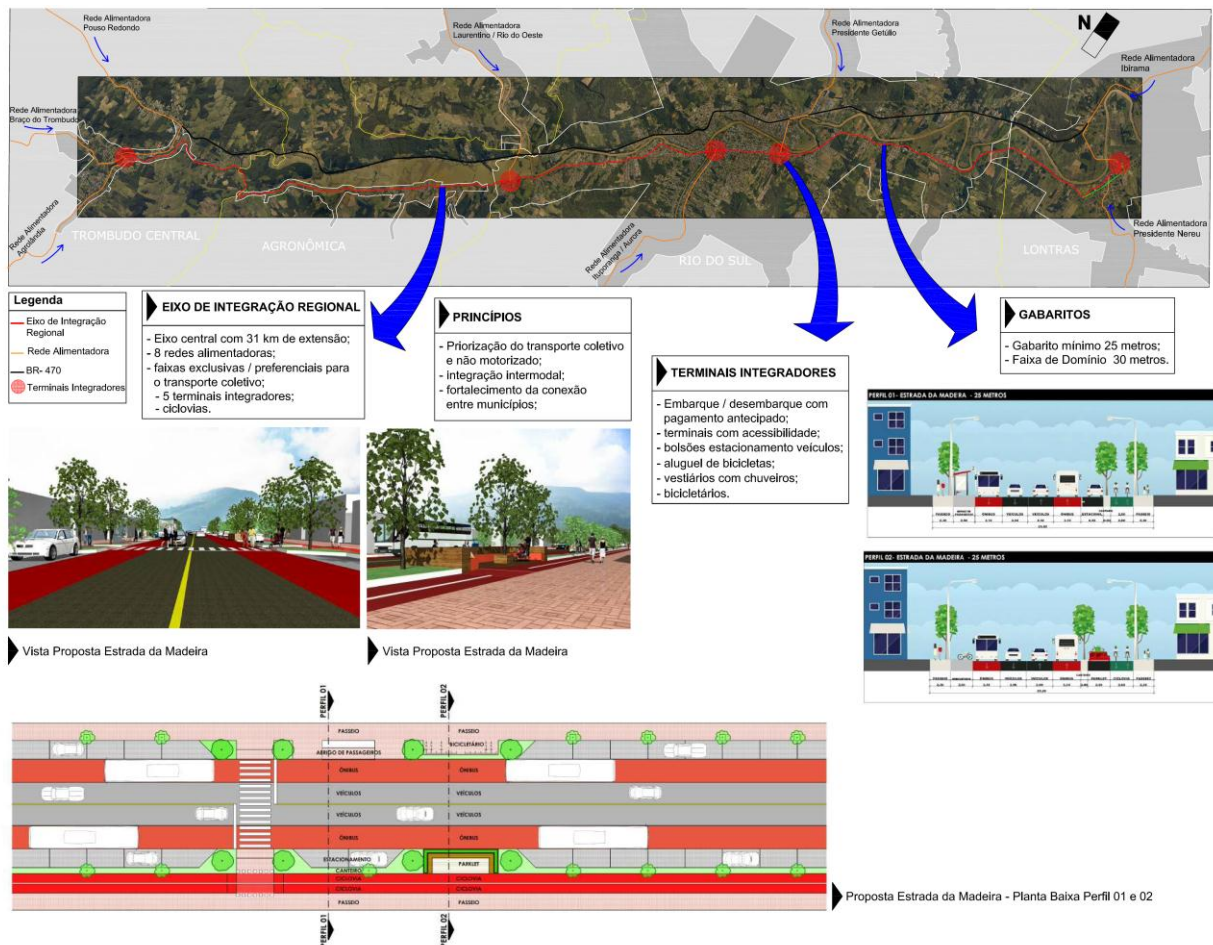 Rede Alimentadora
Pouso Redondo
Rede Alimentadora
Laurentino / Rio do Oeste
Rede Alimentadora
Presidente Getúlio
N
Rede Alimentadora
Ibirama
Rede Alimentadora
Braço do Trombudo
Rede Alimentadora
Agrolândia
TROMBUDO CENTRAL
AGRONÔMICA
Rede Alimentadora
Ituporanga / Aurora
RIO DO SUL
LONTRAS
Rede Alimentadora
Presidente Nereu
Legenda
Eixo de Integração
Regional
Rede Alimentadora
BR- 470
Terminais Integradores
EIXO DE INTEGRAÇÃO REGIONAL
- Eixo central com 31 km de extensão;
- 8 redes alimentadoras;
- faixas exclusivas / preferenciais para
o transporte coletivo;
- 5 terminais integradores;
- ciclovias.
PRINCÍPIOS
- Priorização do transporte coletivo
e não motorizado;
- integração intermodal;
- fortalecimento da conexão
entre municípios;
TERMINAIS INTEGRADORES
- Embarque / desembarque com
pagamento antecipado;
- terminais com acessibilidade;
- bolsões estacionamento veículos;
- aluguel de bicicletas;
- vestiários com chuveiros;
- bicicletários.
GABARITOS
- Gabarito mínimo 25 metros;
- Faixa de Domínio 30 metros.
PERFIL 01- ESTRADA DA MADEIRA - 25 METROS
PERFIL 02- ESTRADA DA MADEIRA - 25 METROS
Vista Proposta Estrada da Madeira
Vista Proposta Estrada da Madeira
PERFIL 01
PERFIL 02
PASSEIO
PASSEIO
ABRIGO DE PASSAGEIROS
BICICLETÁRIO
ÔNIBUS
ÔNIBUS
VEÍCULOS
VEÍCULOS
VEÍCULOS
VEÍCULOS
ÔNIBUS
ÔNIBUS
ESTACIONAMENTO
PARKLET
CANTEIRO
CICLOVIA
CICLOVIA
CICLOVIA
CICLOVIA
PASSEIO
PASSEIO
PERFIL 01
PERFIL 02
Proposta Estrada da Madeira - Planta Baixa Perfil 01 e 02